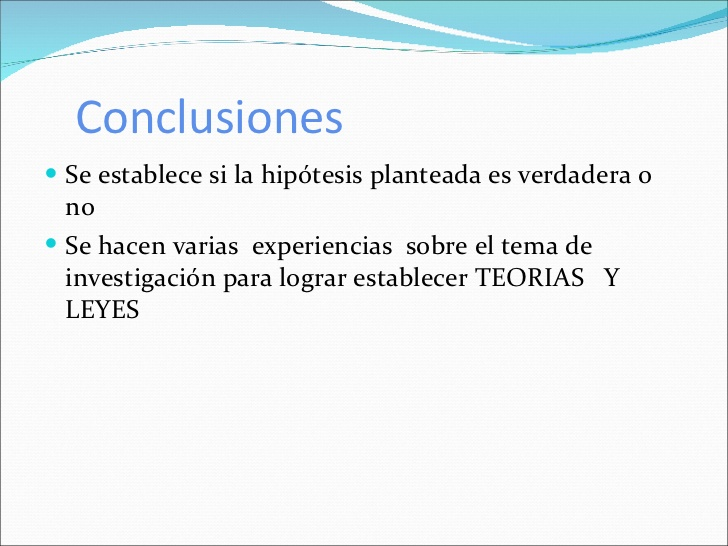 Conclusiones
Se establece si la hipótesis planteada es verdadera o
no
Se hacen varias  experiencias  sobre el tema de
investigación para lograr establecer TEORIAS   Y
LEYES